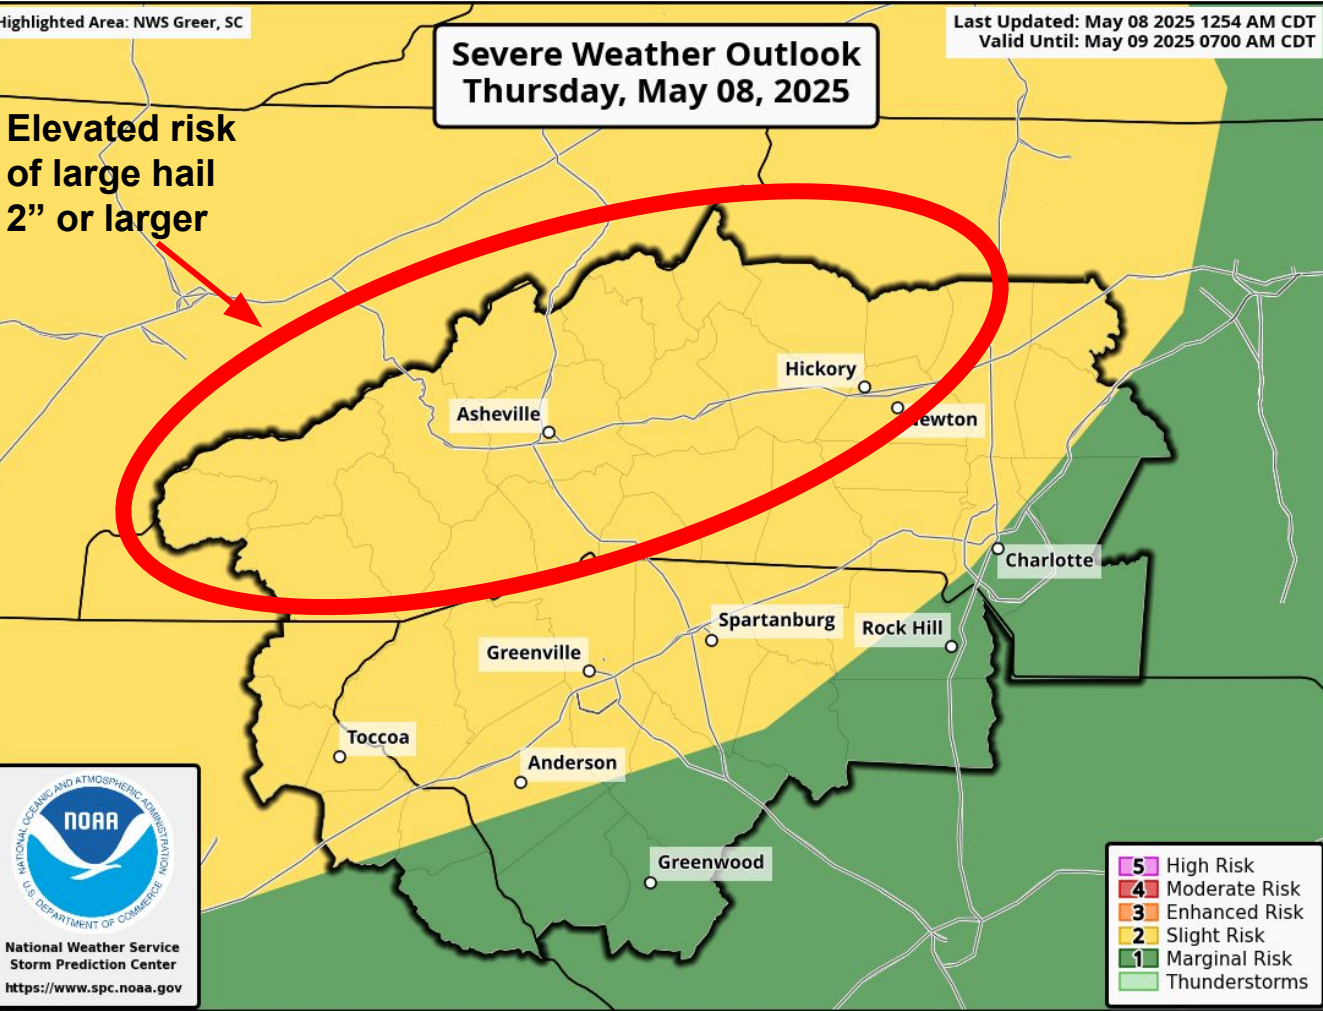 Highlighted Area: NWS Greer, SC
Severe Weather Outlook
Thursday, May 08, 2025
Last Updated: May 08 2025 1254 AM CDT
Valid Until: May 09 2025 0700 AM CDT
Elevated risk
of large hail
2” or larger
Hickory
Asheville
Newton
Charlotte
Spartanburg
Rock Hill
Greenville
Toccoa
Anderson
Greenwood
NATIONAL OCEANIC AND ATMOSPHERIC ADMINISTRATION
NOAA
U.S. DEPARTMENT OF COMMERCE
National Weather Service
Storm Prediction Center
https://www.spc.noaa.gov
5 High Risk
4 Moderate Risk
3 Enhanced Risk
2 Slight Risk
1 Marginal Risk
Thunderstorms